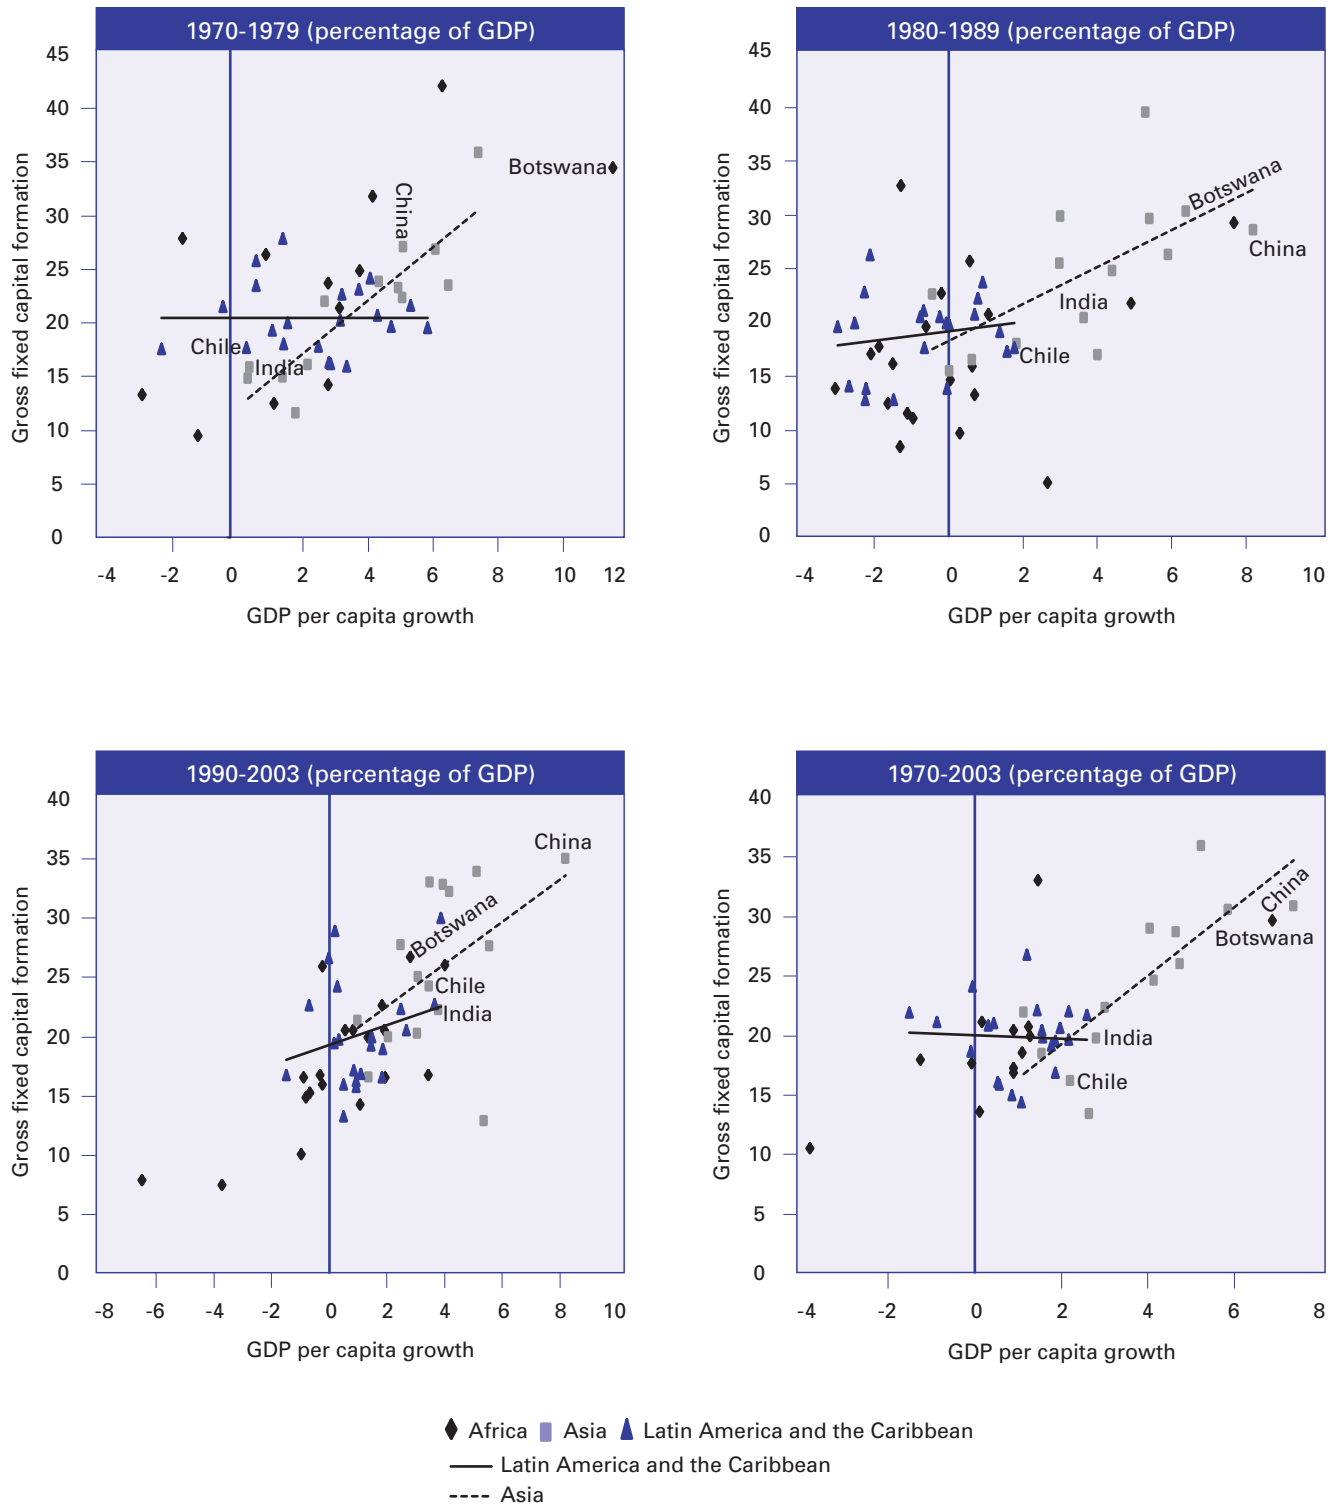 1970-1979 (percentage of GDP)
Gross fixed capital formation
45
40
35
30
25
20
15
10
5
0
Botswana
China
Chile
India
-4 -2 0 2 4 6 8 10 12
GDP per capita growth
1980-1989 (percentage of GDP)
Gross fixed capital formation
45
40
35
30
25
20
15
10
5
0
Botswana
China
India
Chile
-4 -2 0 2 4 6 8 10
GDP per capita growth
1990-2003 (percentage of GDP)
Gross fixed capital formation
40
35
30
25
20
15
10
5
0
China
Botswana
Chile
India
-8 -6 -4 -2 0 2 4 6 8 10
GDP per capita growth
1970-2003 (percentage of GDP)
Gross fixed capital formation
40
35
30
25
20
15
10
5
0
China
Botswana
India
Chile
-4 -2 0 2 4 6 8
GDP per capita growth
Africa Asia Latin America and the Caribbean
Latin America and the Caribbean
Asia